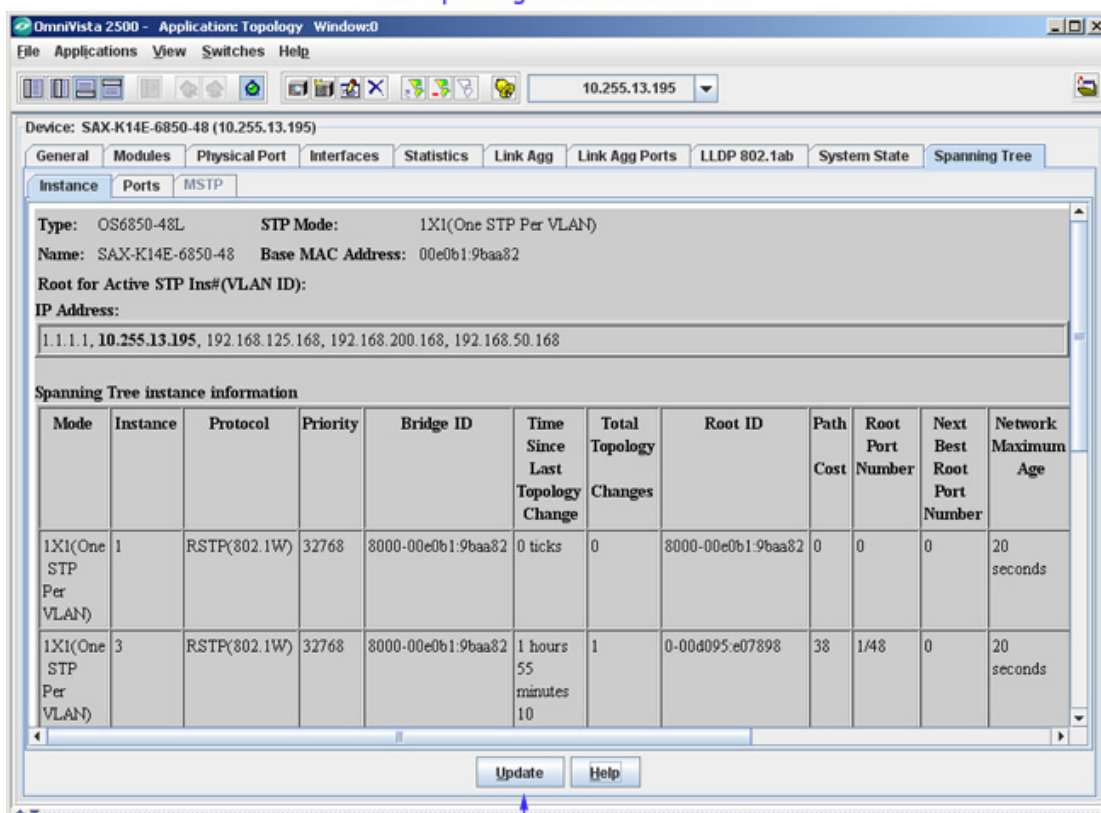 OmniVista 2500 - Application: Topology Window:0
File Applications View Switches Help
10.255.13.195
Device: SAX-K14E-6850-48 (10.255.13.195)
General Modules Physical Port Interfaces Statistics Link Agg Link Agg Ports LLDP 802.1ab System State Spanning Tree
Instance Ports MSTP
Type: OS6850-48L STP Mode: 1X1(One STP Per VLAN)
Name: SAX-K14E-6850-48 Base MAC Address: 00e0b1:9baa82
Root for Active STP Ins#(VLAN ID):
IP Address:
1.1.1.1, 10.255.13.195, 192.168.125.168, 192.168.200.168, 192.168.50.168
Spanning Tree instance information
Mode Instance Protocol Priority Bridge ID Time Total Root ID Path Root Next Network
Since Topology Port Best Maximum
Last Cost Number Root Age
Topology Changes Port
Change Number
1X1(One 1 RSTP(802.1W) 32768 8000-00e0b1:9baa82 0 ticks 0 8000-00e0b1:9baa82 0 0 0 20
STP seconds
Per
VLAN)
1X1(One 3 RSTP(802.1W) 32768 8000-00e0b1:9baa82 1 hours 1 0-00d095:e07898 38 1/48 0 20
STP 55 seconds
Per minutes
VLAN) 10
Update Help